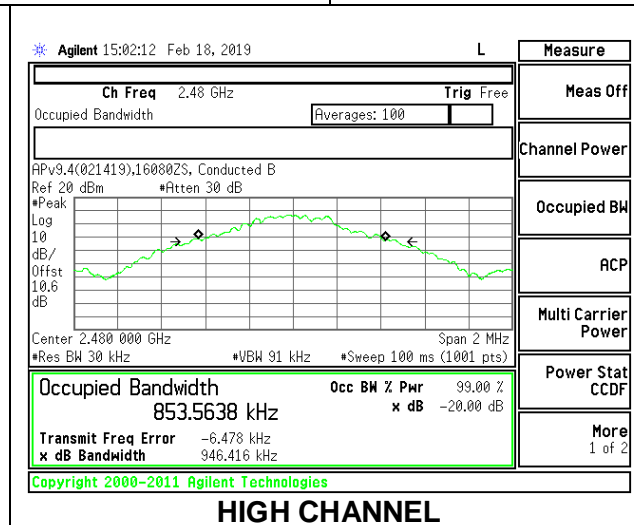 Agilent 15:02:12 Feb 18, 2019 L
Measure
Ch Freq 2.48 GHz Trig Free
Meas Off
Occupied Bandwidth Averages: 100
Channel Power
APv9.4(021419),16080ZS, Conducted B
Ref 20 dBm #Atten 30 dB
#Peak
Log
10
dB/
Offst
10.6
dB
Occupied BW
ACP
Multi Carrier
Power
Center 2.480 000 GHz Span 2 MHz
#Res BW 30 kHz #VBW 91 kHz #Sweep 100 ms (1001 pts)
Power Stat
CCDF
Occupied Bandwidth Occ BW % Pwr 99.00 %
853.5638 kHz x dB -20.00 dB
Transmit Freq Error -6.478 kHz
x dB Bandwidth 946.416 kHz
More
1 of 2
Copyright 2000-2011 Agilent Technologies
HIGH CHANNEL